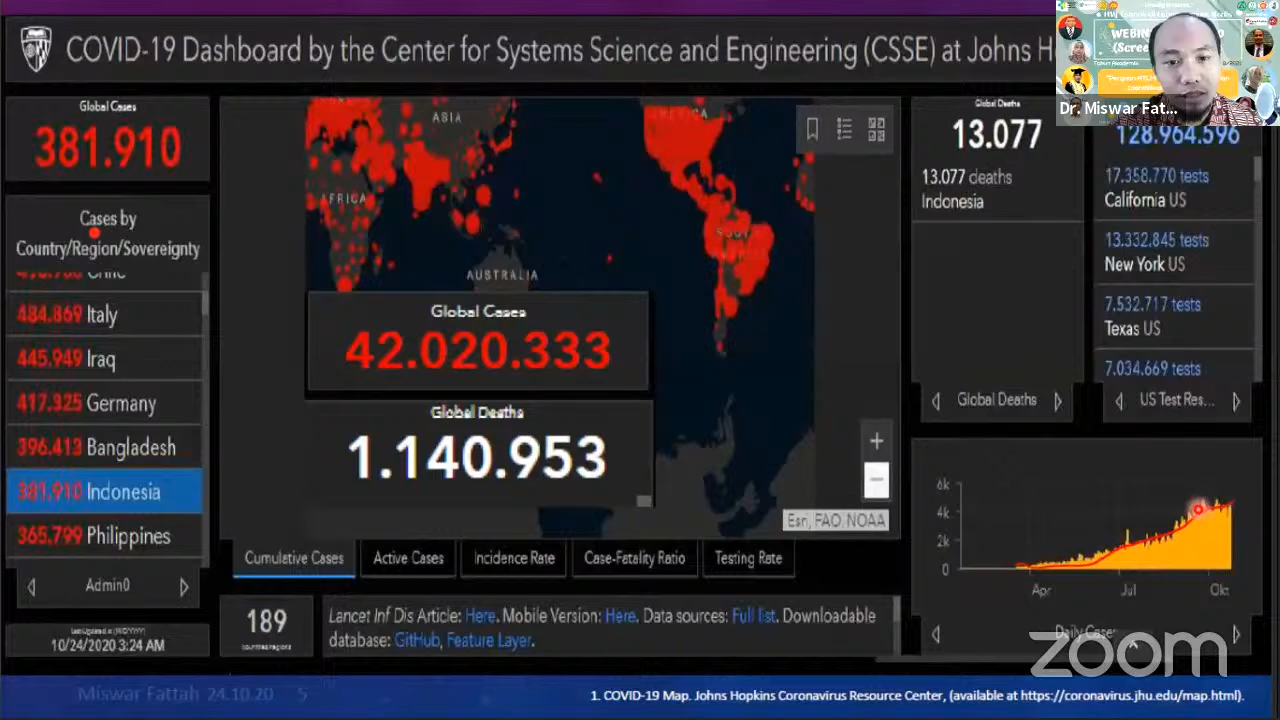 COVID-19 Dashboard by the Center for Systems Science and Engineering (CSSE) at Johns H
WEBIN
(Scree
Dr. Miswar Fat...
Global Cases
381.910
Cases by
Country/Region/Sovereignty
484.869 Italy
445.949 Iraq
417.325 Germany
396.413 Bangladesh
381.910 Indonesia
365.799 Philippines
Admin0
10/24/2020 3:24 AM
ASIA
AFRICA
AUSTRALIA
Global Cases
42.020.333
Global Deaths
1.140.953
+
−
Esri, FAO, NOAA
Cumulative Cases
Active Cases
Incidence Rate
Case-Fatality Ratio
Testing Rate
189
countries/regions
Lancet Inf Dis Article: Here. Mobile Version: Here. Data sources: Full list. Downloadable
database: GitHub, Feature Layer.
Global Deaths
13.077
13.077 deaths
Indonesia
Global Deaths
128.964.596
17.358.770 tests
California US
13.332.845 tests
New York US
7.532.717 tests
Texas US
7.034.669 tests
US Test Res...
6k
4k
2k
0
Apr
Jul
Okt
Daily Cases
zoom
Miswar Fattah 24.10.20 5
1. COVID-19 Map. Johns Hopkins Coronavirus Resource Center, (available at https://coronavirus.jhu.edu/map.html).